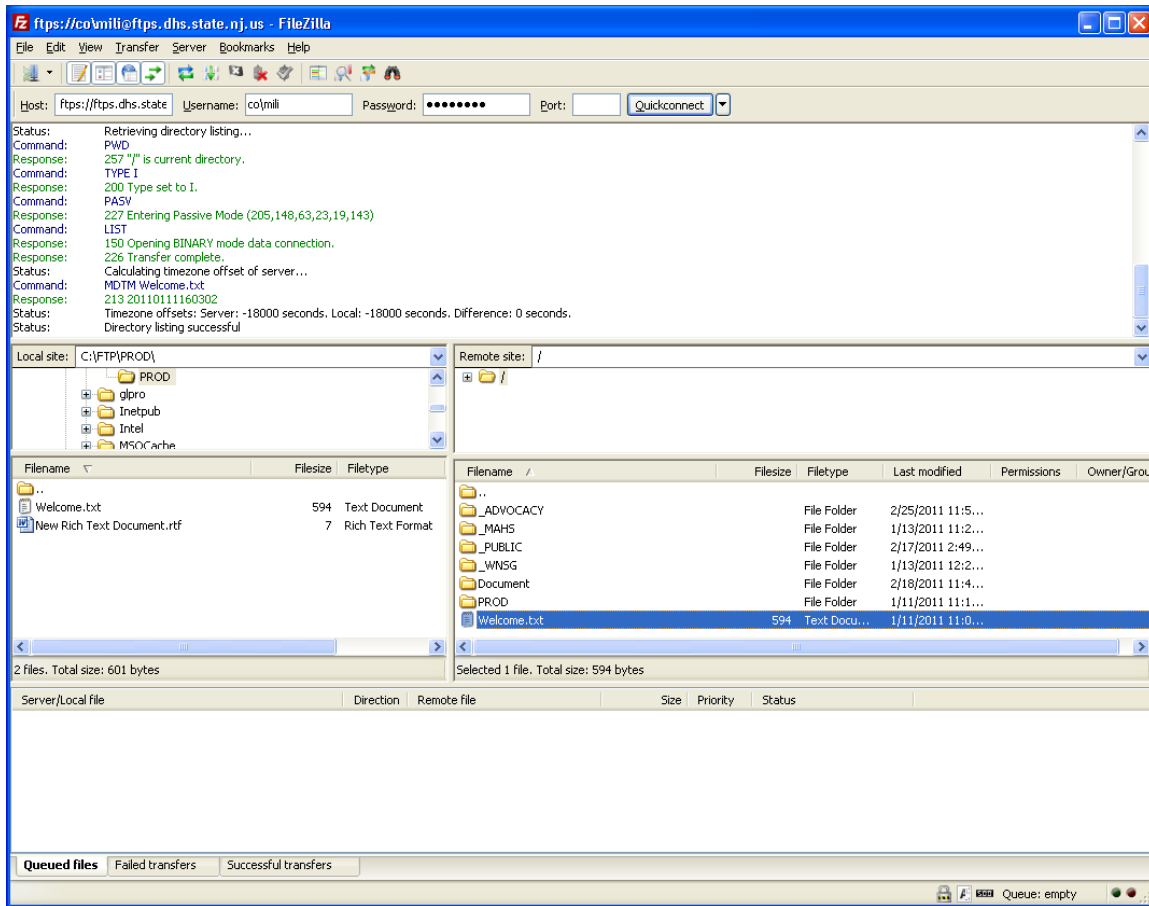 ftps://co\mili@ftps.dhs.state.nj.us - FileZilla
File Edit View Transfer Server Bookmarks Help
Host: ftps://ftps.dhs.state Username: co\mili Password: ●●●●●●●● Port: Quickconnect
Status: Retrieving directory listing...
Command: PWD
Response: 257 "/" is current directory.
Command: TYPE I
Response: 200 Type set to I.
Command: PASV
Response: 227 Entering Passive Mode (205,148,63,23,19,143)
Command: LIST
Response: 150 Opening BINARY mode data connection.
Response: 226 Transfer complete.
Status: Calculating timezone offset of server...
Command: MDTM Welcome.txt
Response: 213 20110111160302
Status: Timezone offsets: Server: -18000 seconds. Local: -18000 seconds. Difference: 0 seconds.
Status: Directory listing successful
Local site: C:\FTP\PROD\
PROD
glpro
Inetpub
Intel
MSOCache
Remote site: /
/
Filename Filesize Filetype
..
Welcome.txt 594 Text Document
New Rich Text Document.rtf 7 Rich Text Format
2 files. Total size: 601 bytes
Filename Filesize Filetype Last modified Permissions Owner/Grou
..
_ADVOCACY File Folder 2/25/2011 11:5...
_MAHS File Folder 1/13/2011 11:2...
_PUBLIC File Folder 2/17/2011 2:49...
_WNSG File Folder 1/13/2011 12:2...
Document File Folder 2/18/2011 11:4...
PROD File Folder 1/11/2011 11:1...
Welcome.txt 594 Text Docu... 1/11/2011 11:0...
Selected 1 file. Total size: 594 bytes
Server/Local file Direction Remote file Size Priority Status
Queued files Failed transfers Successful transfers
Queue: empty